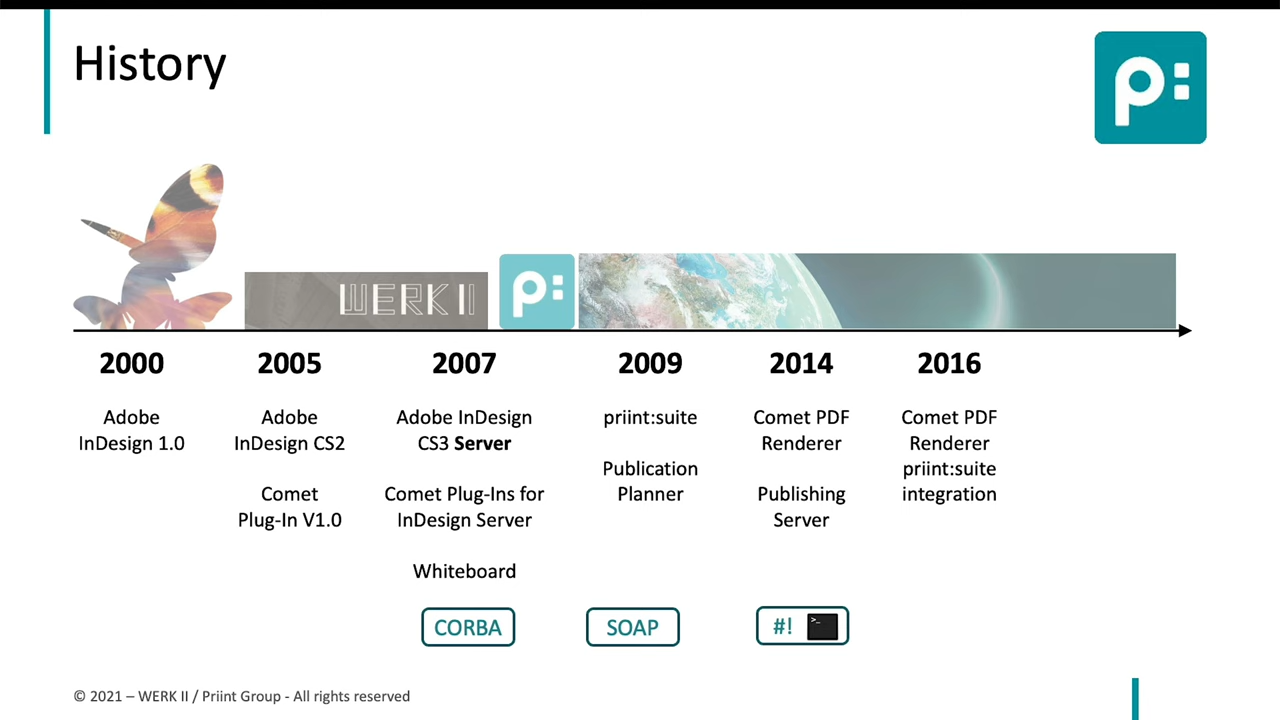 History
p:
WERK II
p:
2000
2005
2007
2009
2014
2016
Adobe
InDesign 1.0
Adobe
InDesign CS2
Comet
Plug-In V1.0
Adobe InDesign
CS3 Server
Comet Plug-Ins for
InDesign Server
Whiteboard
priint:suite
Publication
Planner
Comet PDF
Renderer
Publishing
Server
Comet PDF
Renderer
priint:suite
integration
CORBA
SOAP
#! >_
© 2021 – WERK II / Priint Group - All rights reserved